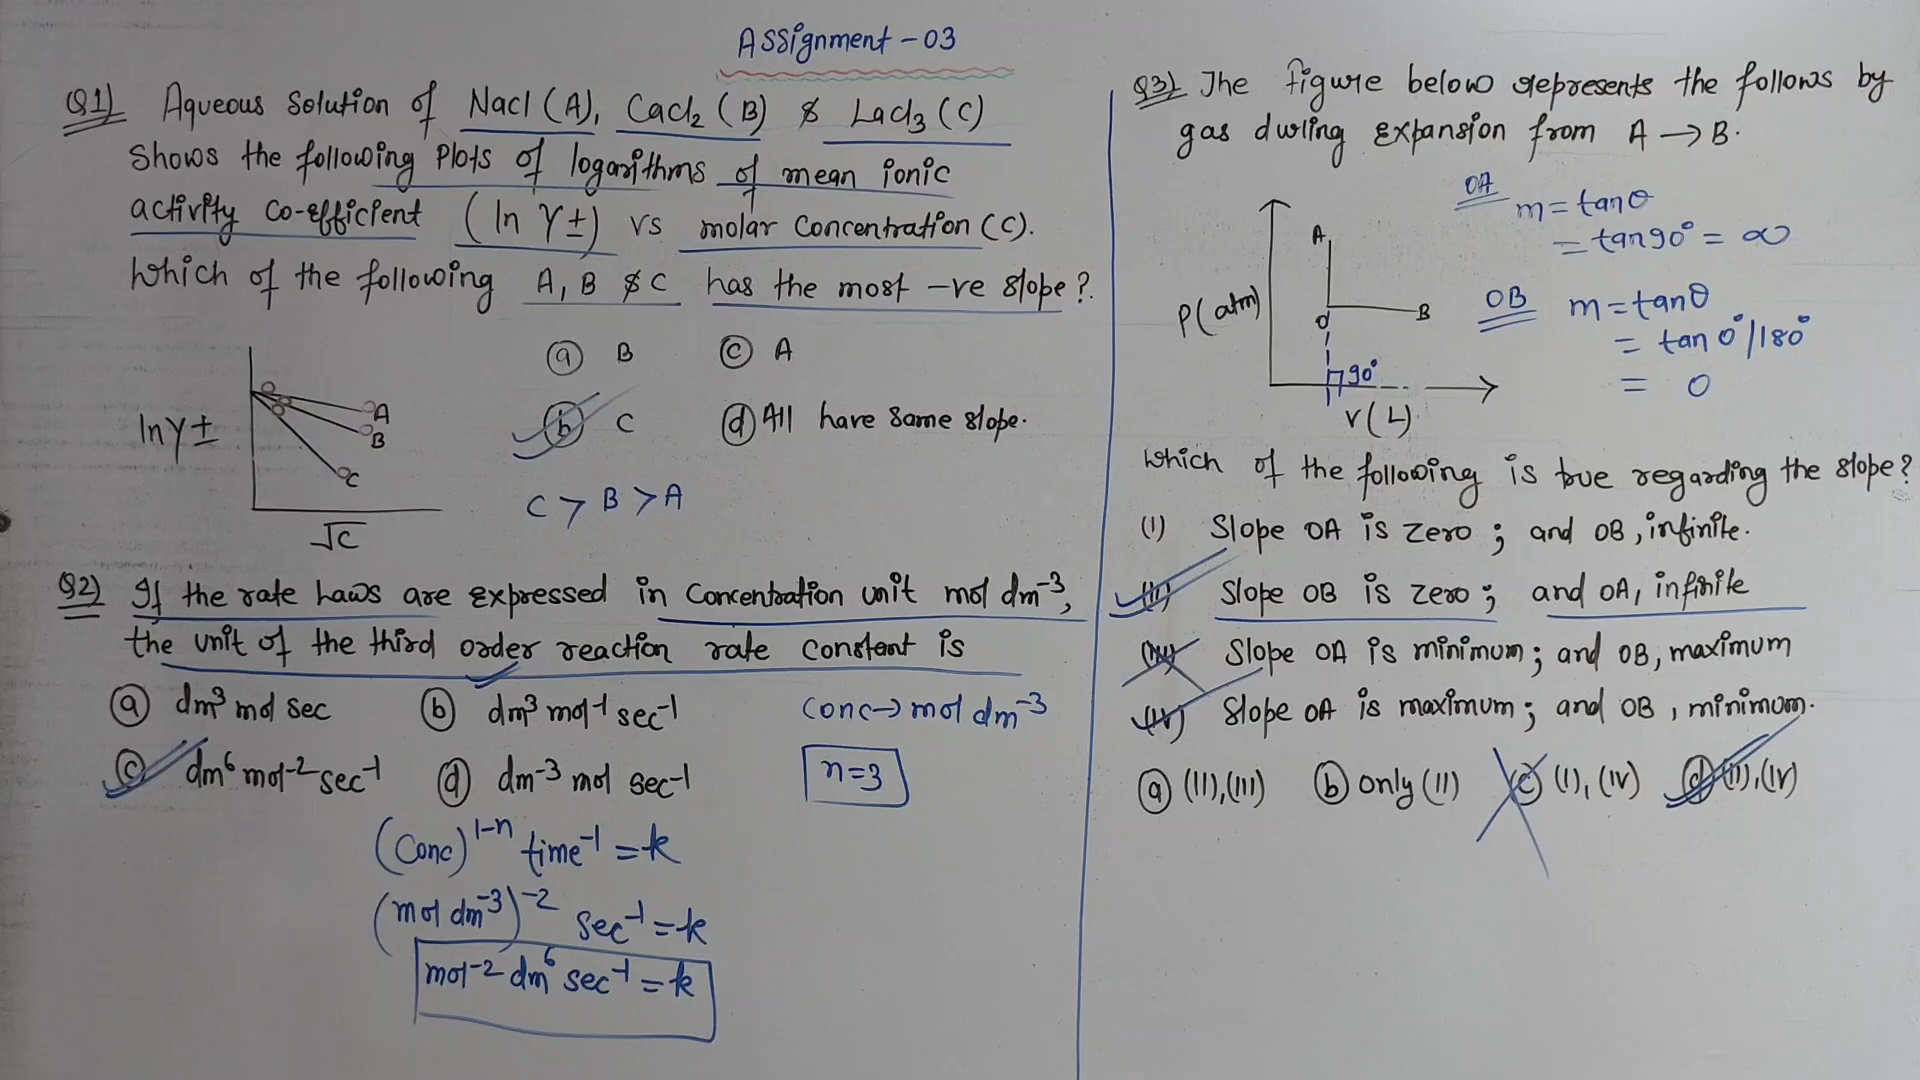 Assignment-03
Q1) Aqueous Solution of Nacl (A), Cacl₂ (B) & Lacl₃ (C)
shows the following Plots of logarithms of mean ionic
activity Co-efficient (ln γ±) vs molar Concentration (C).
Which of the following A, B & C has the most -ve slope?
ln γ±
A
B
C
√C
(a) B
(c) A
(b) C
(d) All have same slope.
C > B > A
Q2) If the rate Laws are expressed in Concentration unit mol dm⁻³,
the unit of the third order reaction rate constant is
(a) dm³ mol sec
(b) dm³ mol⁻¹ sec⁻¹
(c) dm⁶ mol⁻² sec⁻¹
(d) dm⁻³ mol sec⁻¹
Conc → mol dm⁻³
n=3
(Conc)¹⁻ⁿ time⁻¹ = k
(mol dm⁻³)⁻² sec⁻¹ = k
mol⁻² dm⁶ sec⁻¹ = k
Q3) The figure below represents the follows by
gas during expansion from A → B.
P(atm)
A
O
B
90°
V(L)
OA
m = tanθ
= tan90° = ∞
OB
m = tanθ
= tan 0°/180°
= 0
Which of the following is true regarding the slope?
(I) Slope OA is zero ; and OB, infinite.
(II) Slope OB is zero ; and OA, infinite
(III) Slope OA is minimum ; and OB, maximum
(IV) Slope OA is maximum ; and OB, minimum.
(a) (II),(III)
(b) only (II)
(c) (I), (IV)
(d) (II),(IV)